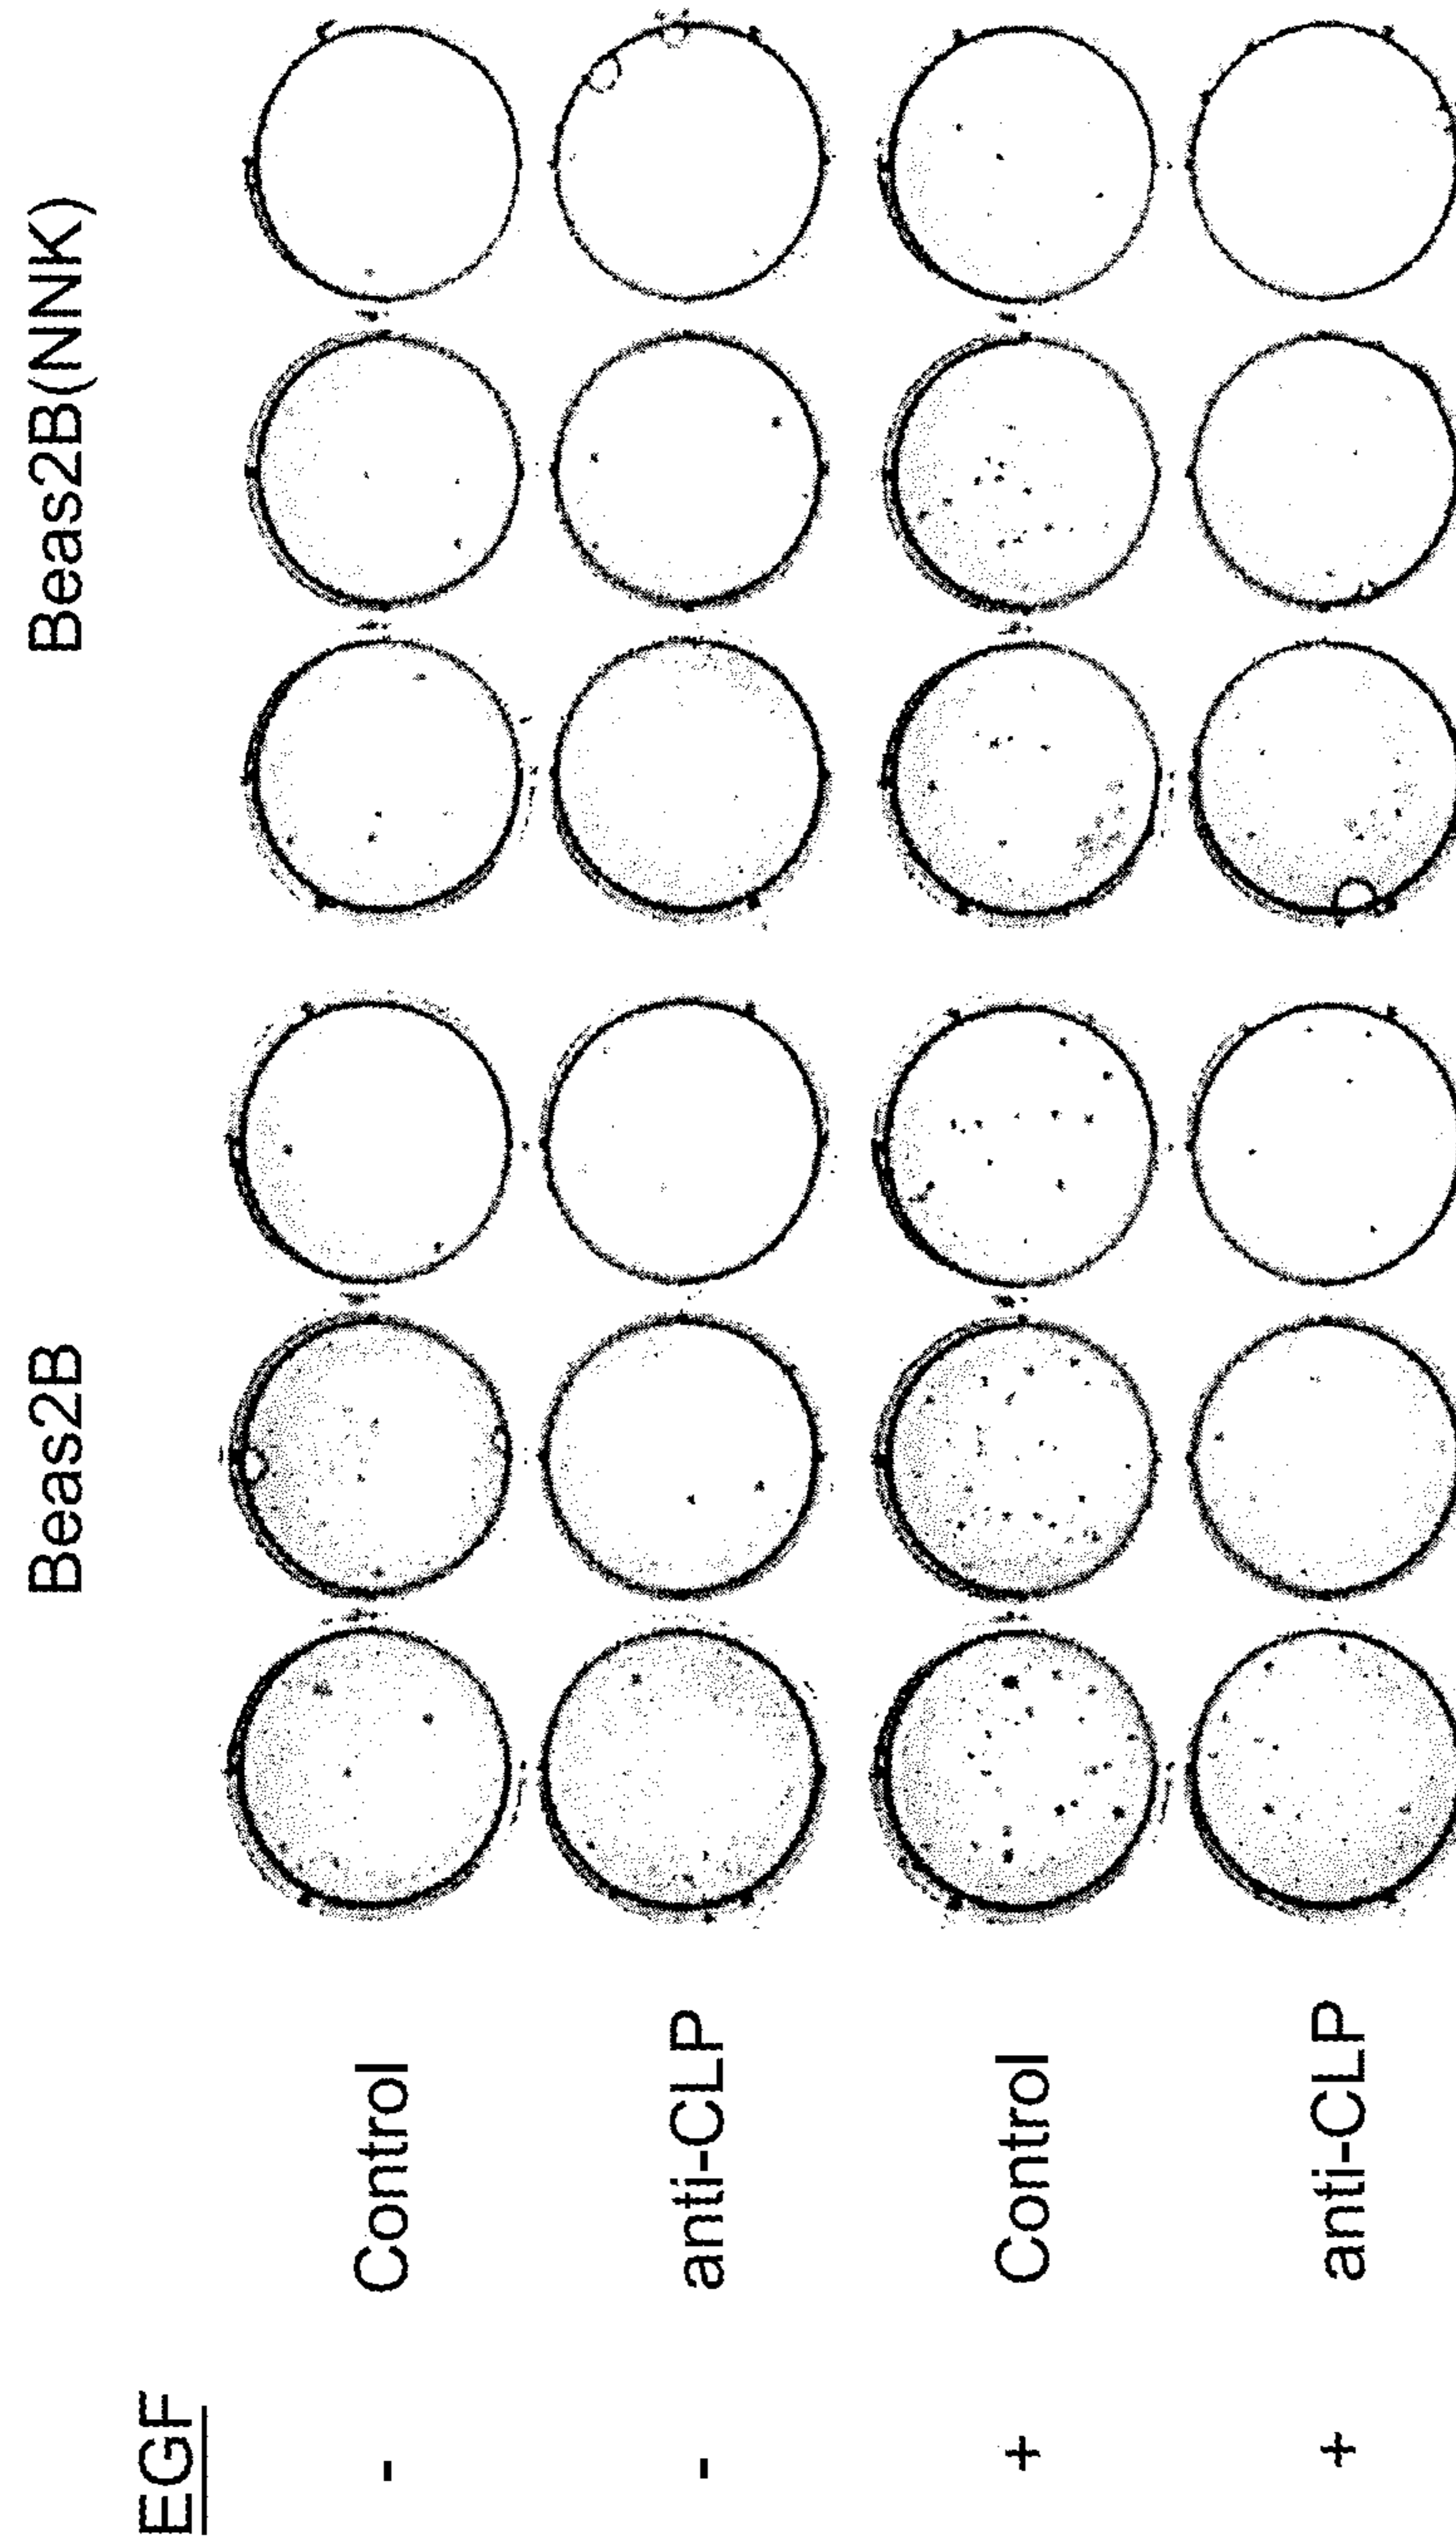 Beas2B Beas2B(NNK)
EGF
- Control
- anti-CLP
+ Control
+ anti-CLP